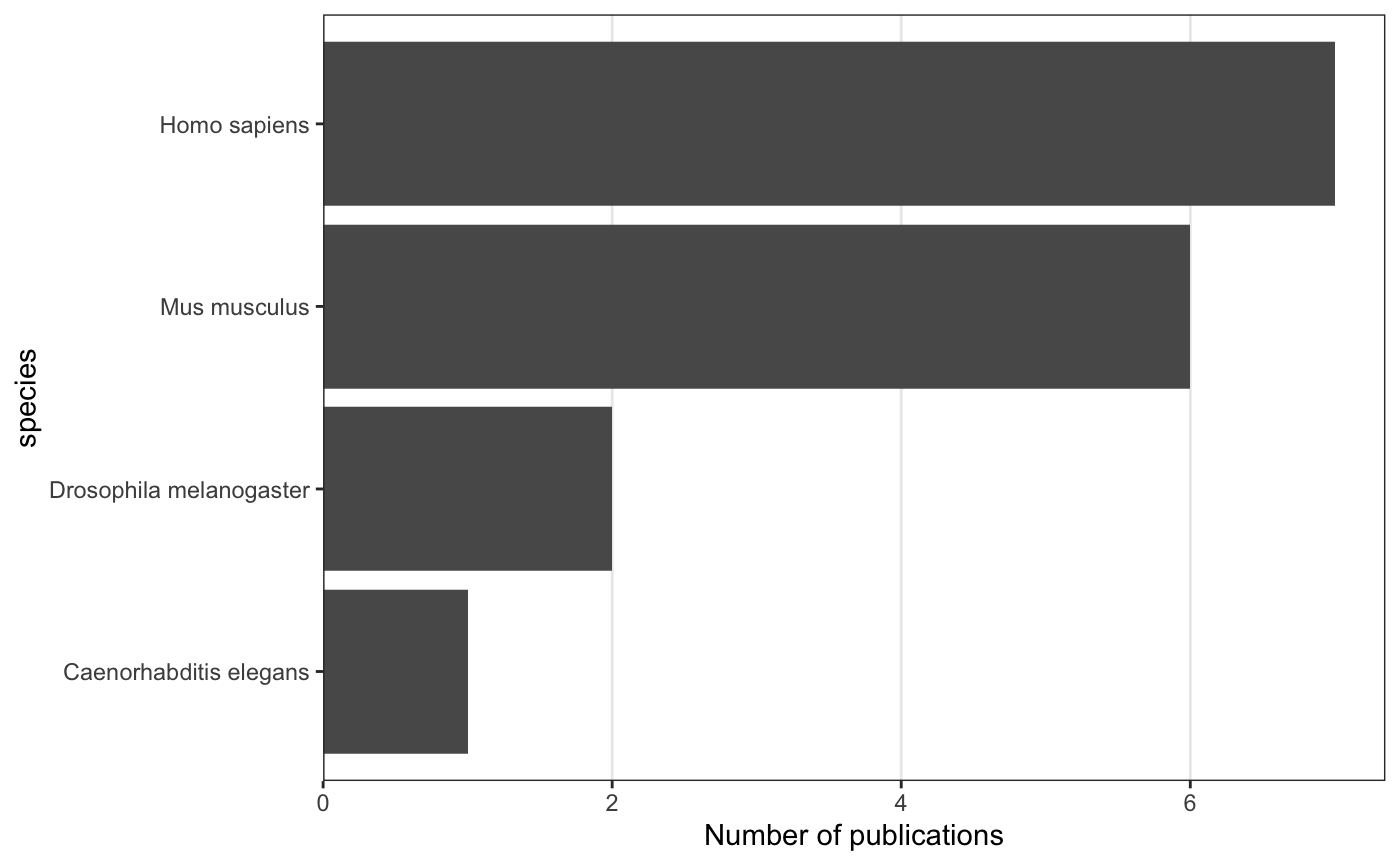 Homo sapiens
Mus musculus
species
Drosophila melanogaster
Caenorhabditis elegans
0 2 4 6
Number of publications